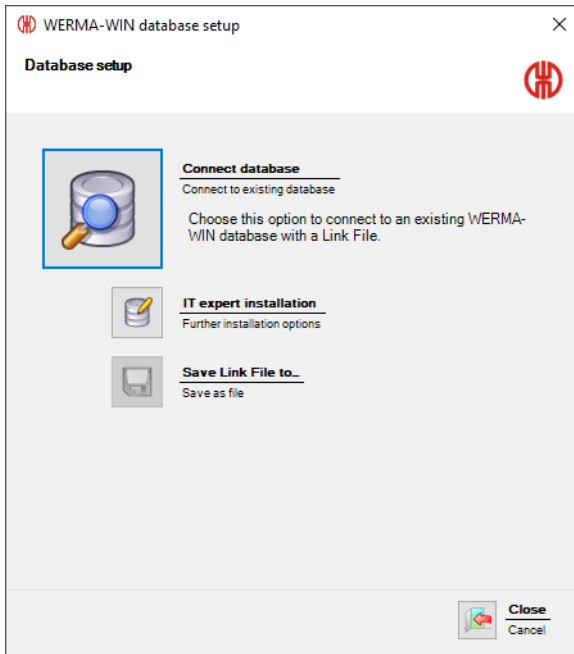 WERMA-WIN database setup
Database setup
Connect database
Connect to existing database
Choose this option to connect to an existing WERMA-
WIN database with a Link File.
IT expert installation
Further installation options
Save Link File to...
Save as file
Close
Cancel